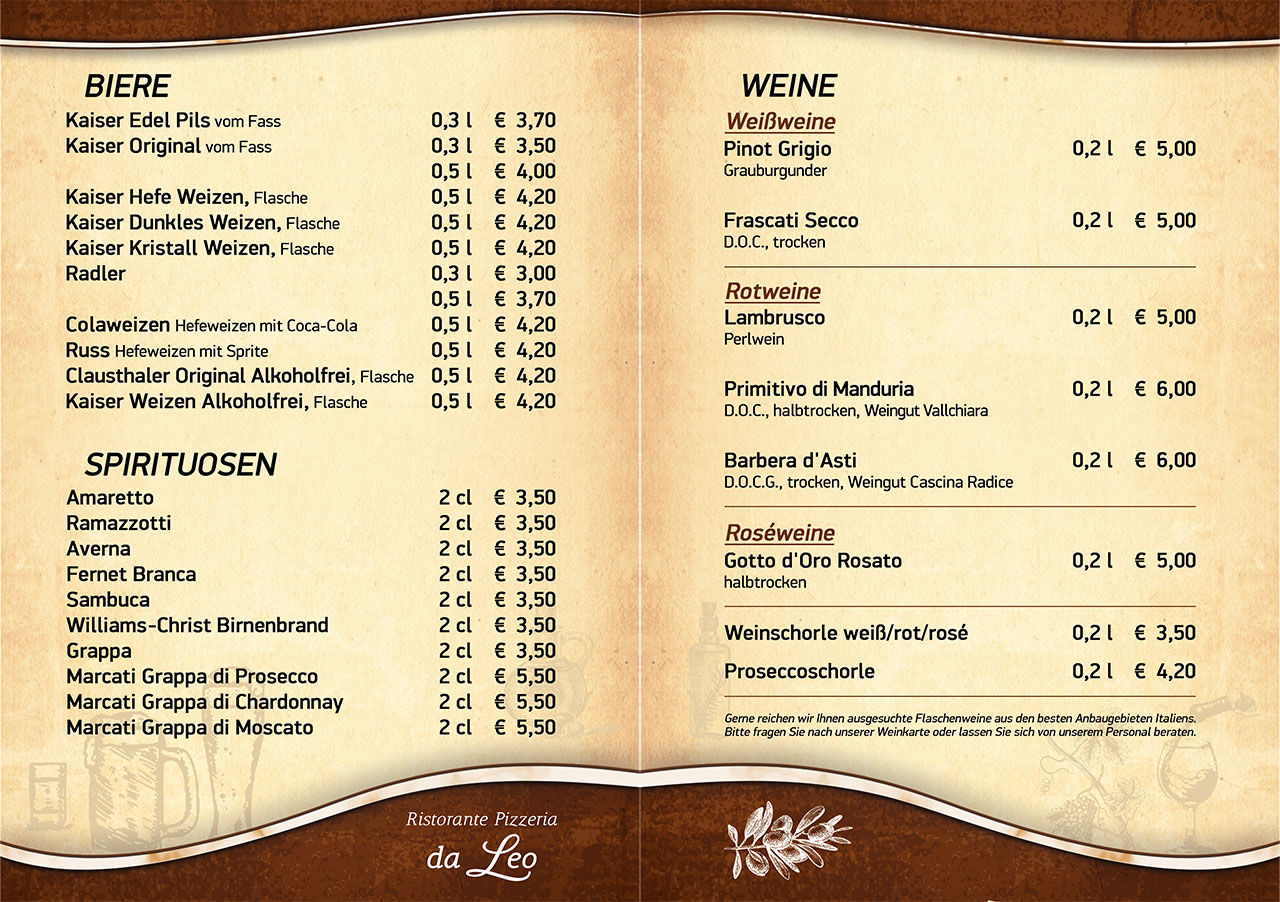 BIERE
Kaiser Edel Pils vom Fass 0,3 l € 3,70
Kaiser Original vom Fass 0,3 l € 3,50
0,5 l € 4,00
Kaiser Hefe Weizen, Flasche 0,5 l € 4,20
Kaiser Dunkles Weizen, Flasche 0,5 l € 4,20
Kaiser Kristall Weizen, Flasche 0,5 l € 4,20
Radler 0,3 l € 3,00
0,5 l € 3,70
Colaweizen Hefeweizen mit Coca-Cola 0,5 l € 4,20
Russ Hefeweizen mit Sprite 0,5 l € 4,20
Clausthaler Original Alkoholfrei, Flasche 0,5 l € 4,20
Kaiser Weizen Alkoholfrei, Flasche 0,5 l € 4,20
SPIRITUOSEN
Amaretto 2 cl € 3,50
Ramazzotti 2 cl € 3,50
Averna 2 cl € 3,50
Fernet Branca 2 cl € 3,50
Sambuca 2 cl € 3,50
Williams-Christ Birnenbrand 2 cl € 3,50
Grappa 2 cl € 3,50
Marcati Grappa di Prosecco 2 cl € 5,50
Marcati Grappa di Chardonnay 2 cl € 5,50
Marcati Grappa di Moscato 2 cl € 5,50
Ristorante Pizzeria
da Leo
WEINE
Weißweine
Pinot Grigio 0,2 l € 5,00
Grauburgunder
Frascati Secco 0,2 l € 5,00
D.O.C., trocken
Rotweine
Lambrusco 0,2 l € 5,00
Perlwein
Primitivo di Manduria 0,2 l € 6,00
D.O.C., halbtrocken, Weingut Vallchiara
Barbera d'Asti 0,2 l € 6,00
D.O.C.G., trocken, Weingut Cascina Radice
Roséweine
Gotto d'Oro Rosato 0,2 l € 5,00
halbtrocken
Weinschorle weiß/rot/rosé 0,2 l € 3,50
Proseccoschorle 0,2 l € 4,20
Gerne reichen wir Ihnen ausgesuchte Flaschenweine aus den besten Anbaugebieten Italiens.
Bitte fragen Sie nach unserer Weinkarte oder lassen Sie sich von unserem Personal beraten.